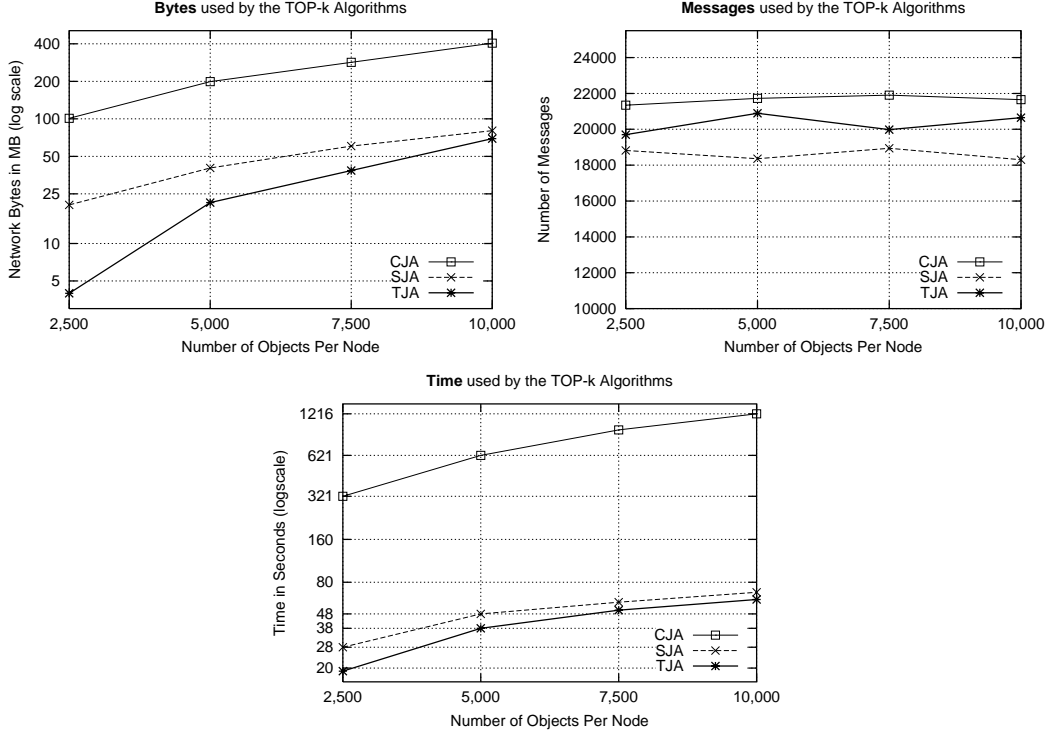 Bytes used by the TOP-k Algorithms
Network Bytes in MB (log scale)
400
200
100
50
25
10
5
CJA
SJA
TJA
2,500 5,000 7,500 10,000
Number of Objects Per Node
Messages used by the TOP-k Algorithms
Number of Messages
24000
22000
20000
18000
16000
14000
12000
10000
CJA
SJA
TJA
2,500 5,000 7,500 10,000
Number of Objects Per Node
Time used by the TOP-k Algorithms
Time in Seconds (logscale)
1216
621
321
160
80
48
38
28
20
CJA
SJA
TJA
2,500 5,000 7,500 10,000
Number of Objects Per Node